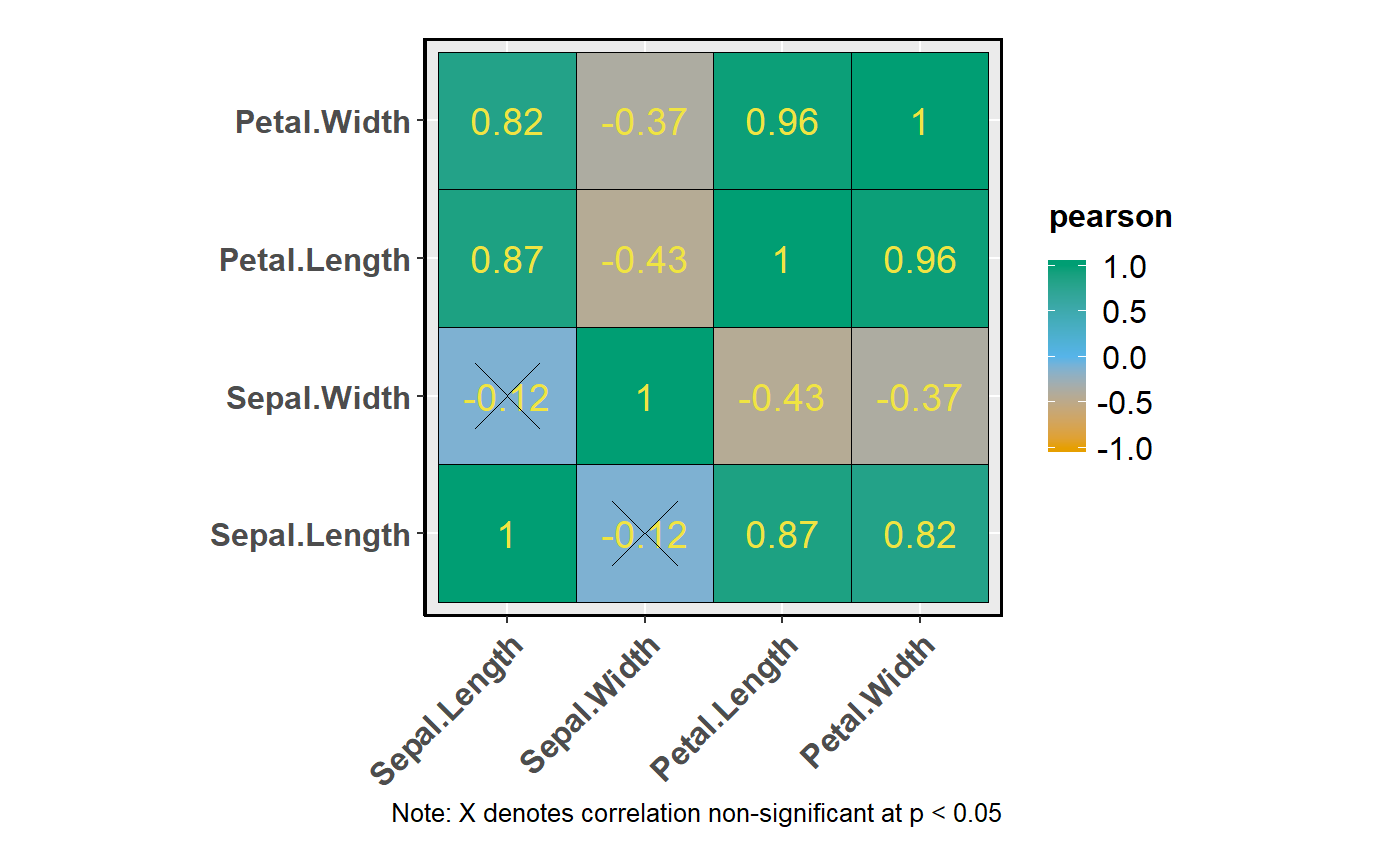 Petal.Width 0.82 -0.37 0.96 1
Petal.Length 0.87 -0.43 1 0.96
Sepal.Width -0.12 1 -0.43 -0.37
Sepal.Length 1 -0.12 0.87 0.82
Sepal.Length Sepal.Width Petal.Length Petal.Width
pearson
1.0
0.5
0.0
-0.5
-1.0
Note: X denotes correlation non-significant at p < 0.05